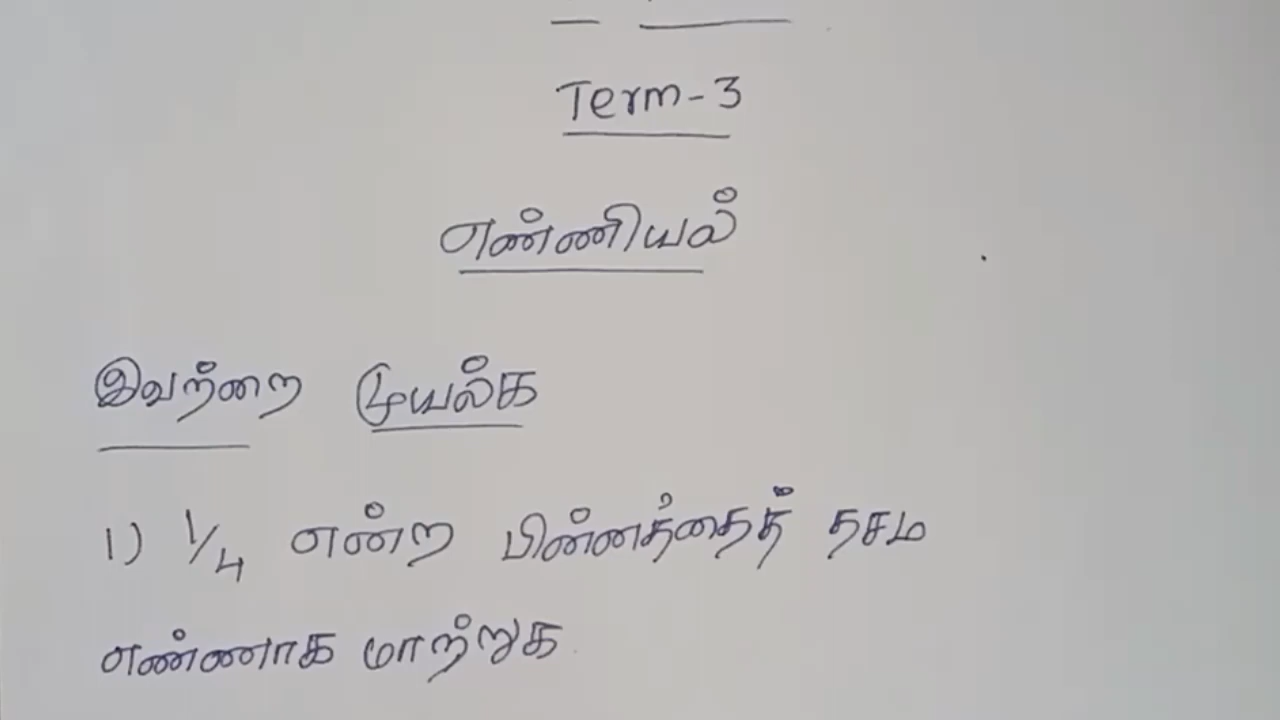 Term-3
எண்ணியல்
இவற்றை முயல்க
1) 1/4 என்ற பின்னத்தைத் தசம
எண்ணாக மாற்றுக